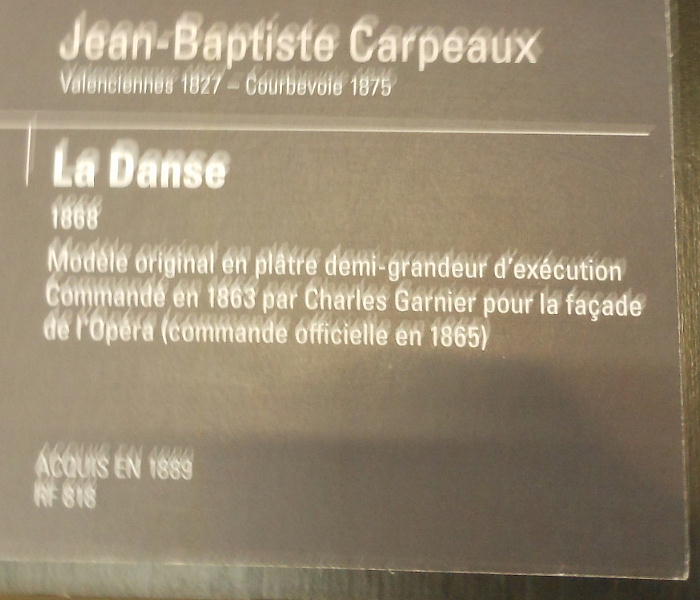 Jean-Baptiste Carpeaux
Valenciennes 1827 – Courbevoie 1875
La Danse
1868
Modèle original en plâtre demi-grandeur d'exécution
Commandé en 1863 par Charles Garnier pour la façade
de l'Opéra (commande officielle en 1865)
ACQUIS EN 1889
RF 818